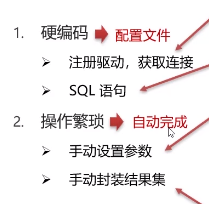 1. 硬编码 配置文件
注册驱动，获取连接
SQL 语句
2. 操作繁琐 自动完成
手动设置参数
手动封装结果集